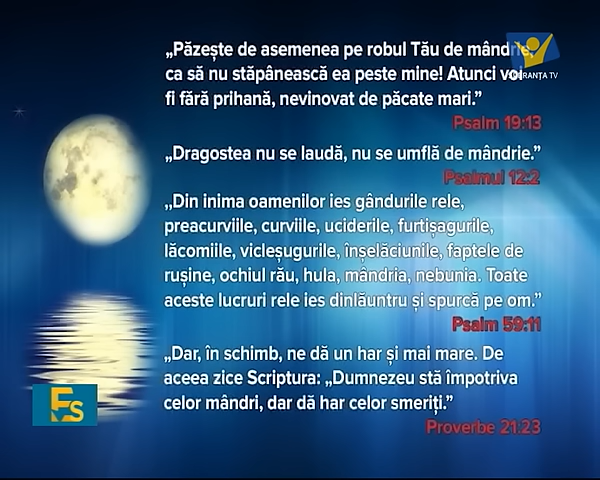 „Păzește de asemenea pe robul Tău de mândrie,
ca să nu stăpânească ea peste mine! Atunci voi
fi fără prihană, nevinovat de păcate mari.”
Psalm 19:13
„Dragostea nu se laudă, nu se umflă de mândrie.”
Psalmul 12:2
,,Din inima oamenilor ies gândurile rele,
preacurviile, curviile, uciderile, furtișagurile,
lăcomiile, vicleșugurile, înșelăciunile, faptele de
rușine, ochiul rău, hula, mândria, nebunia. Toate
aceste lucruri rele ies dinlăuntru și spurcă pe om.”
Psalm 59:11
„Dar, în schimb, ne dă un har și mai mare. De
aceea zice Scriptura: „Dumnezeu stă împotriva
celor mândri, dar dă har celor smeriți.”
Proverbe 21:23
TV
Es